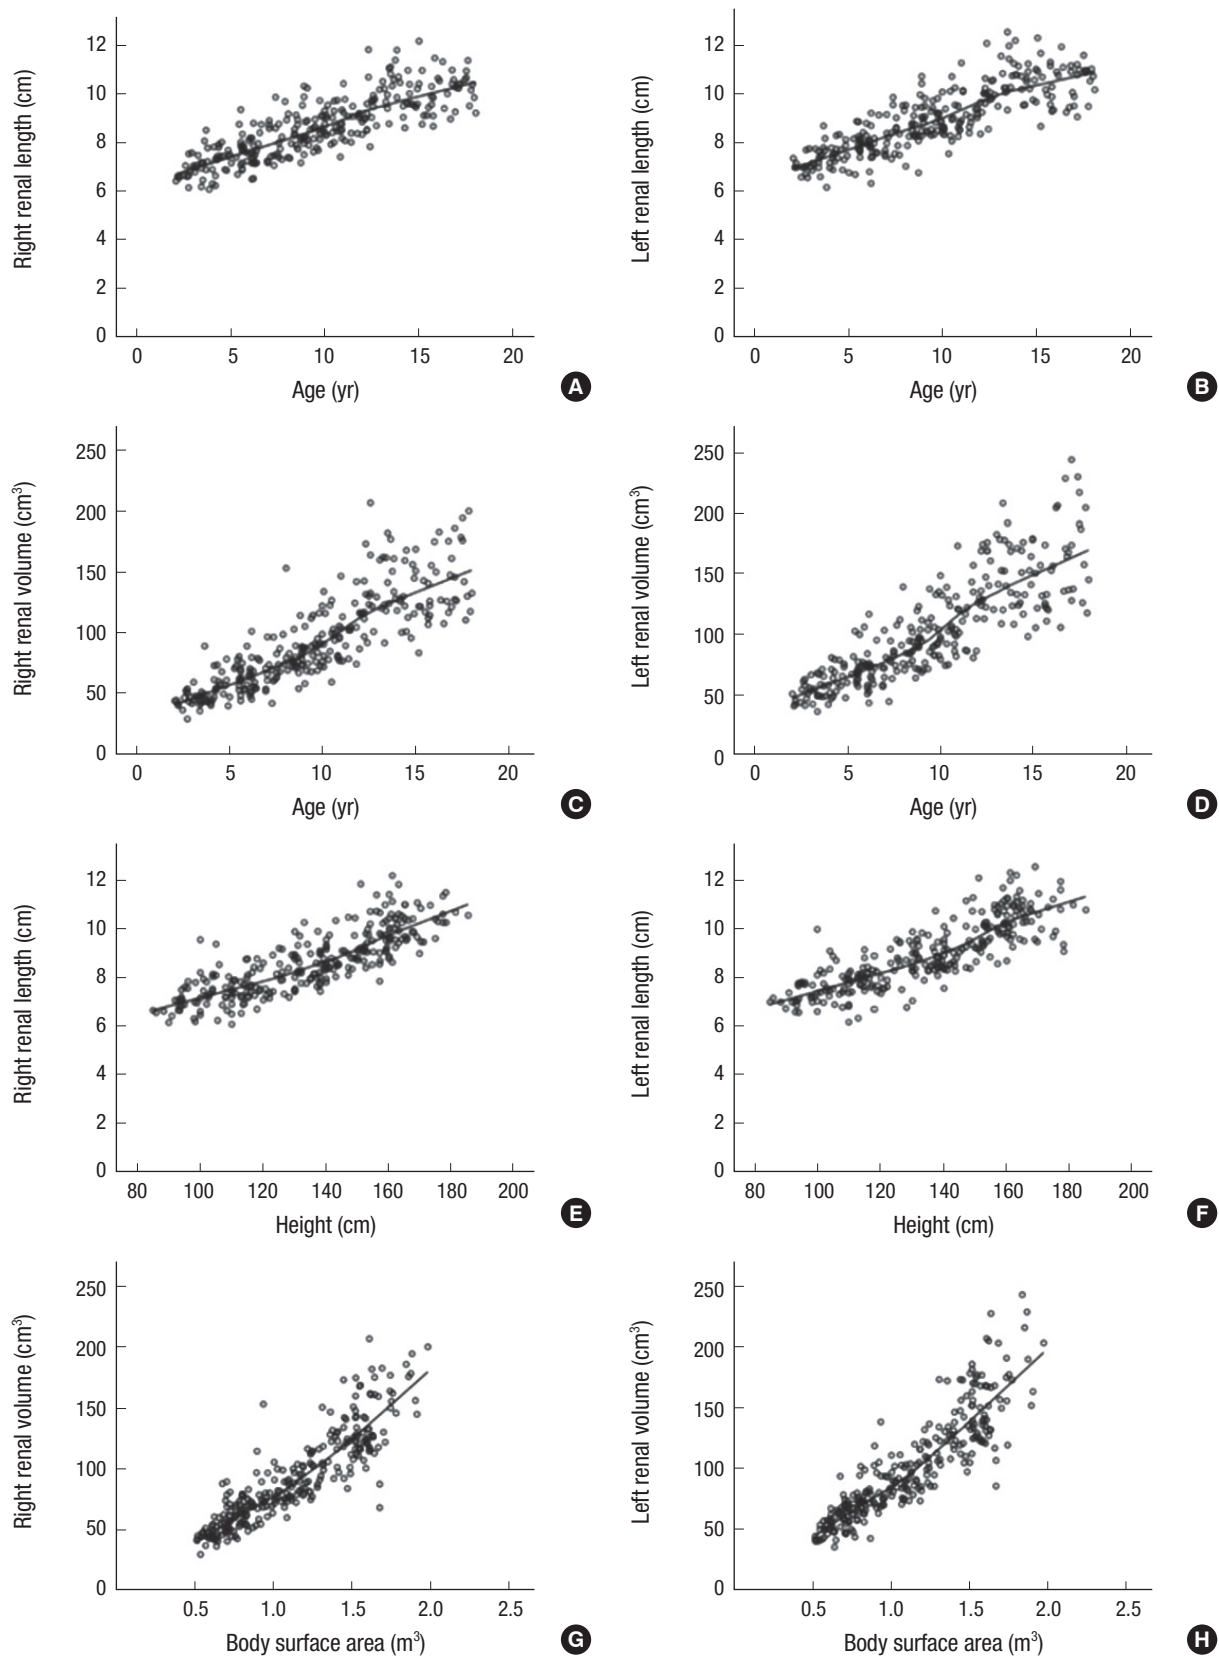 12
10
8
6
4
2
0
Right renal length (cm)
0 5 10 15 20
Age (yr)
A
12
10
8
6
4
2
0
Left renal length (cm)
0 5 10 15 20
Age (yr)
B
250
200
150
100
50
0
Right renal volume (cm³)
0 5 10 15 20
Age (yr)
C
250
200
150
100
50
0
Left renal volume (cm³)
0 5 10 15 20
Age (yr)
D
12
10
8
6
4
2
0
Right renal length (cm)
80 100 120 140 160 180 200
Height (cm)
E
12
10
8
6
4
2
0
Left renal length (cm)
80 100 120 140 160 180 200
Height (cm)
F
250
200
150
100
50
0
Right renal volume (cm³)
0.5 1.0 1.5 2.0 2.5
Body surface area (m³)
G
250
200
150
100
50
0
Left renal volume (cm³)
0.5 1.0 1.5 2.0 2.5
Body surface area (m³)
H